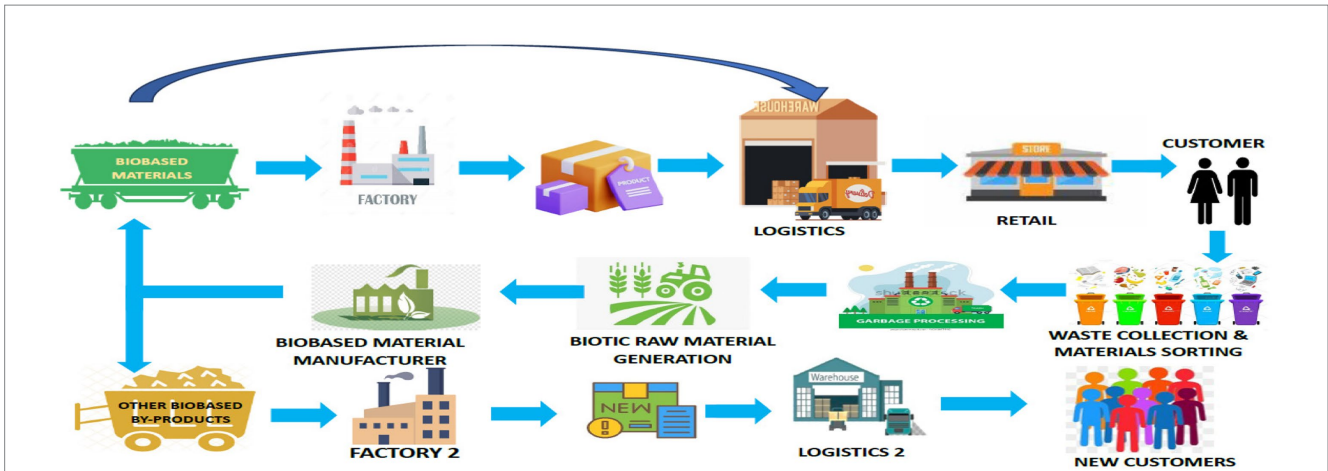 WAREHOUSE
BIOBASED
MATERIALS
FACTORY
PRODUCT
LOGISTICS
STORE
RETAIL
CUSTOMER
BIOBASED MATERIAL
MANUFACTURER
BIOTIC RAW MATERIAL
GENERATION
GARBAGE PROCESSING
WASTE COLLECTION &
MATERIALS SORTING
OTHER BIOBASED
BY-PRODUCTS
FACTORY 2
NEW
Warehouse
LOGISTICS 2
NEW CUSTOMERS